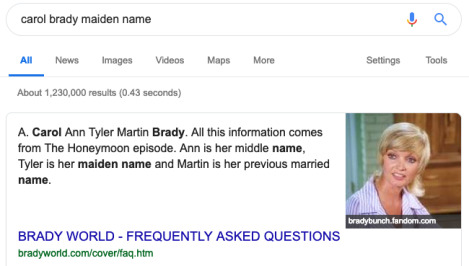 carol brady maiden name
All News Images Videos Maps More Settings Tools
About 1,230,000 results (0.43 seconds)
A. Carol Ann Tyler Martin Brady. All this information comes
from The Honeymoon episode. Ann is her middle name,
Tyler is her maiden name and Martin is her previous married
name.
bradybunch.fandom.com
BRADY WORLD - FREQUENTLY ASKED QUESTIONS
bradyworld.com/cover/faq.htm